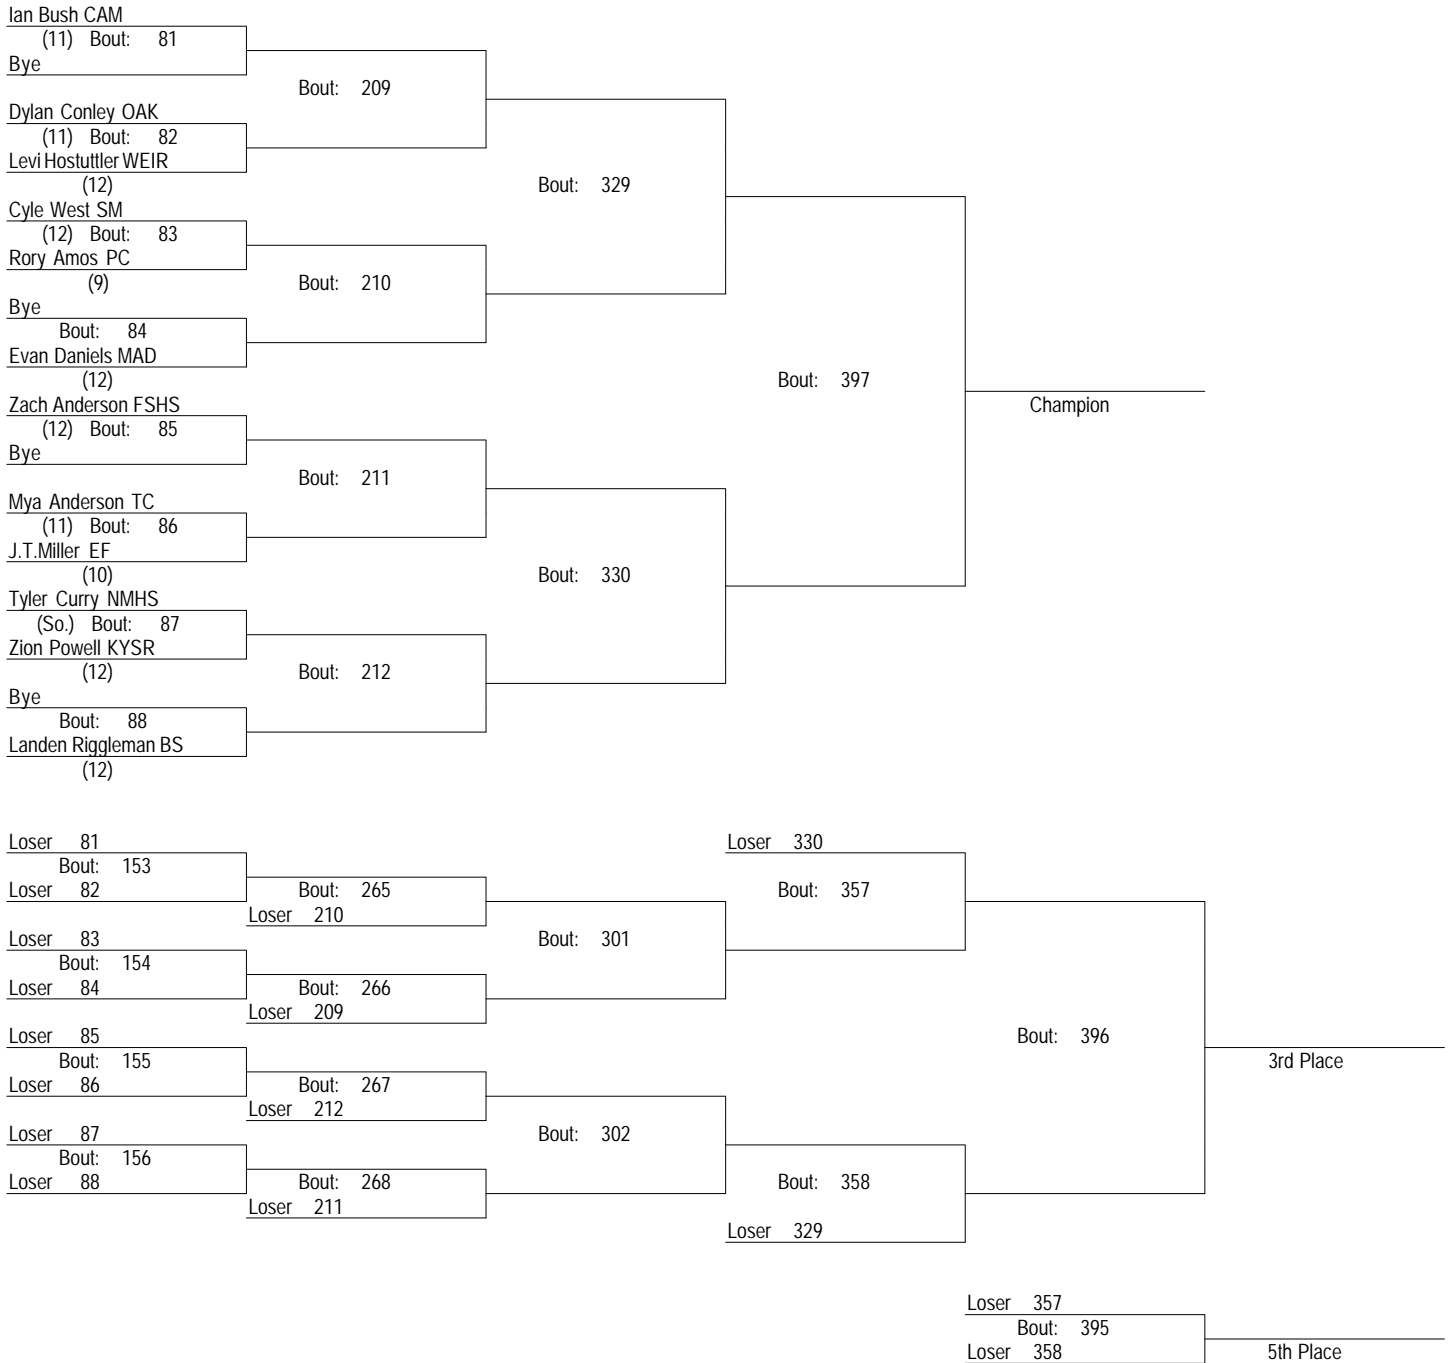 Ian Bush CAM
(11) Bout: 81
Bye
Bout: 209
Dylan Conley OAK
(11) Bout: 82
Levi Hostuttler WEIR
(12)
Bout: 329
Cyle West SM
(12) Bout: 83
Rory Amos PC
(9)
Bout: 210
Bye
Bout: 84
Evan Daniels MAD
(12)
Bout: 397
Zach Anderson FSHS
Champion
(12) Bout: 85
Bye
Bout: 211
Mya Anderson TC
(11) Bout: 86
J.T.Miller EF
(10)
Bout: 330
Tyler Curry NMHS
(So.) Bout: 87
Zion Powell KYSR
(12)
Bout: 212
Bye
Bout: 88
Landen Riggleman BS
(12)
Loser 81
Loser 330
Bout: 153
Loser 82
Bout: 265
Bout: 357
Loser 210
Loser 83
Bout: 301
Bout: 154
Loser 84
Bout: 266
Loser 209
Loser 85
Bout: 396
Bout: 155
3rd Place
Loser 86
Bout: 267
Loser 212
Loser 87
Bout: 302
Bout: 156
Loser 88
Bout: 268
Bout: 358
Loser 211
Loser 329
Loser 357
Bout: 395
Loser 358
5th Place